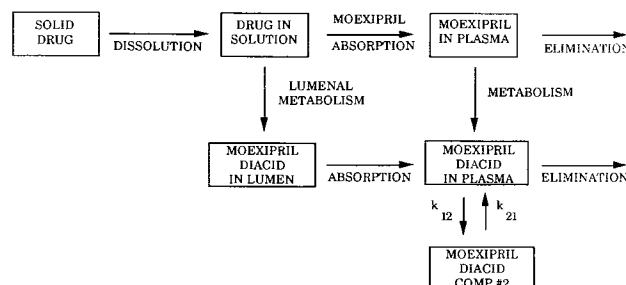 SOLID
DRUG
DISSOLUTION
DRUG IN
SOLUTION
MOEXIPRIL
ABSORPTION
MOEXIPRIL
IN PLASMA
ELIMINATION
LUMENAL
METABOLISM
METABOLISM
MOEXIPRIL
DIACID
IN LUMEN
ABSORPTION
MOEXIPRIL
DIACID
IN PLASMA
ELIMINATION
k 12
k 21
MOEXIPRIL
DIACID
COMP #2